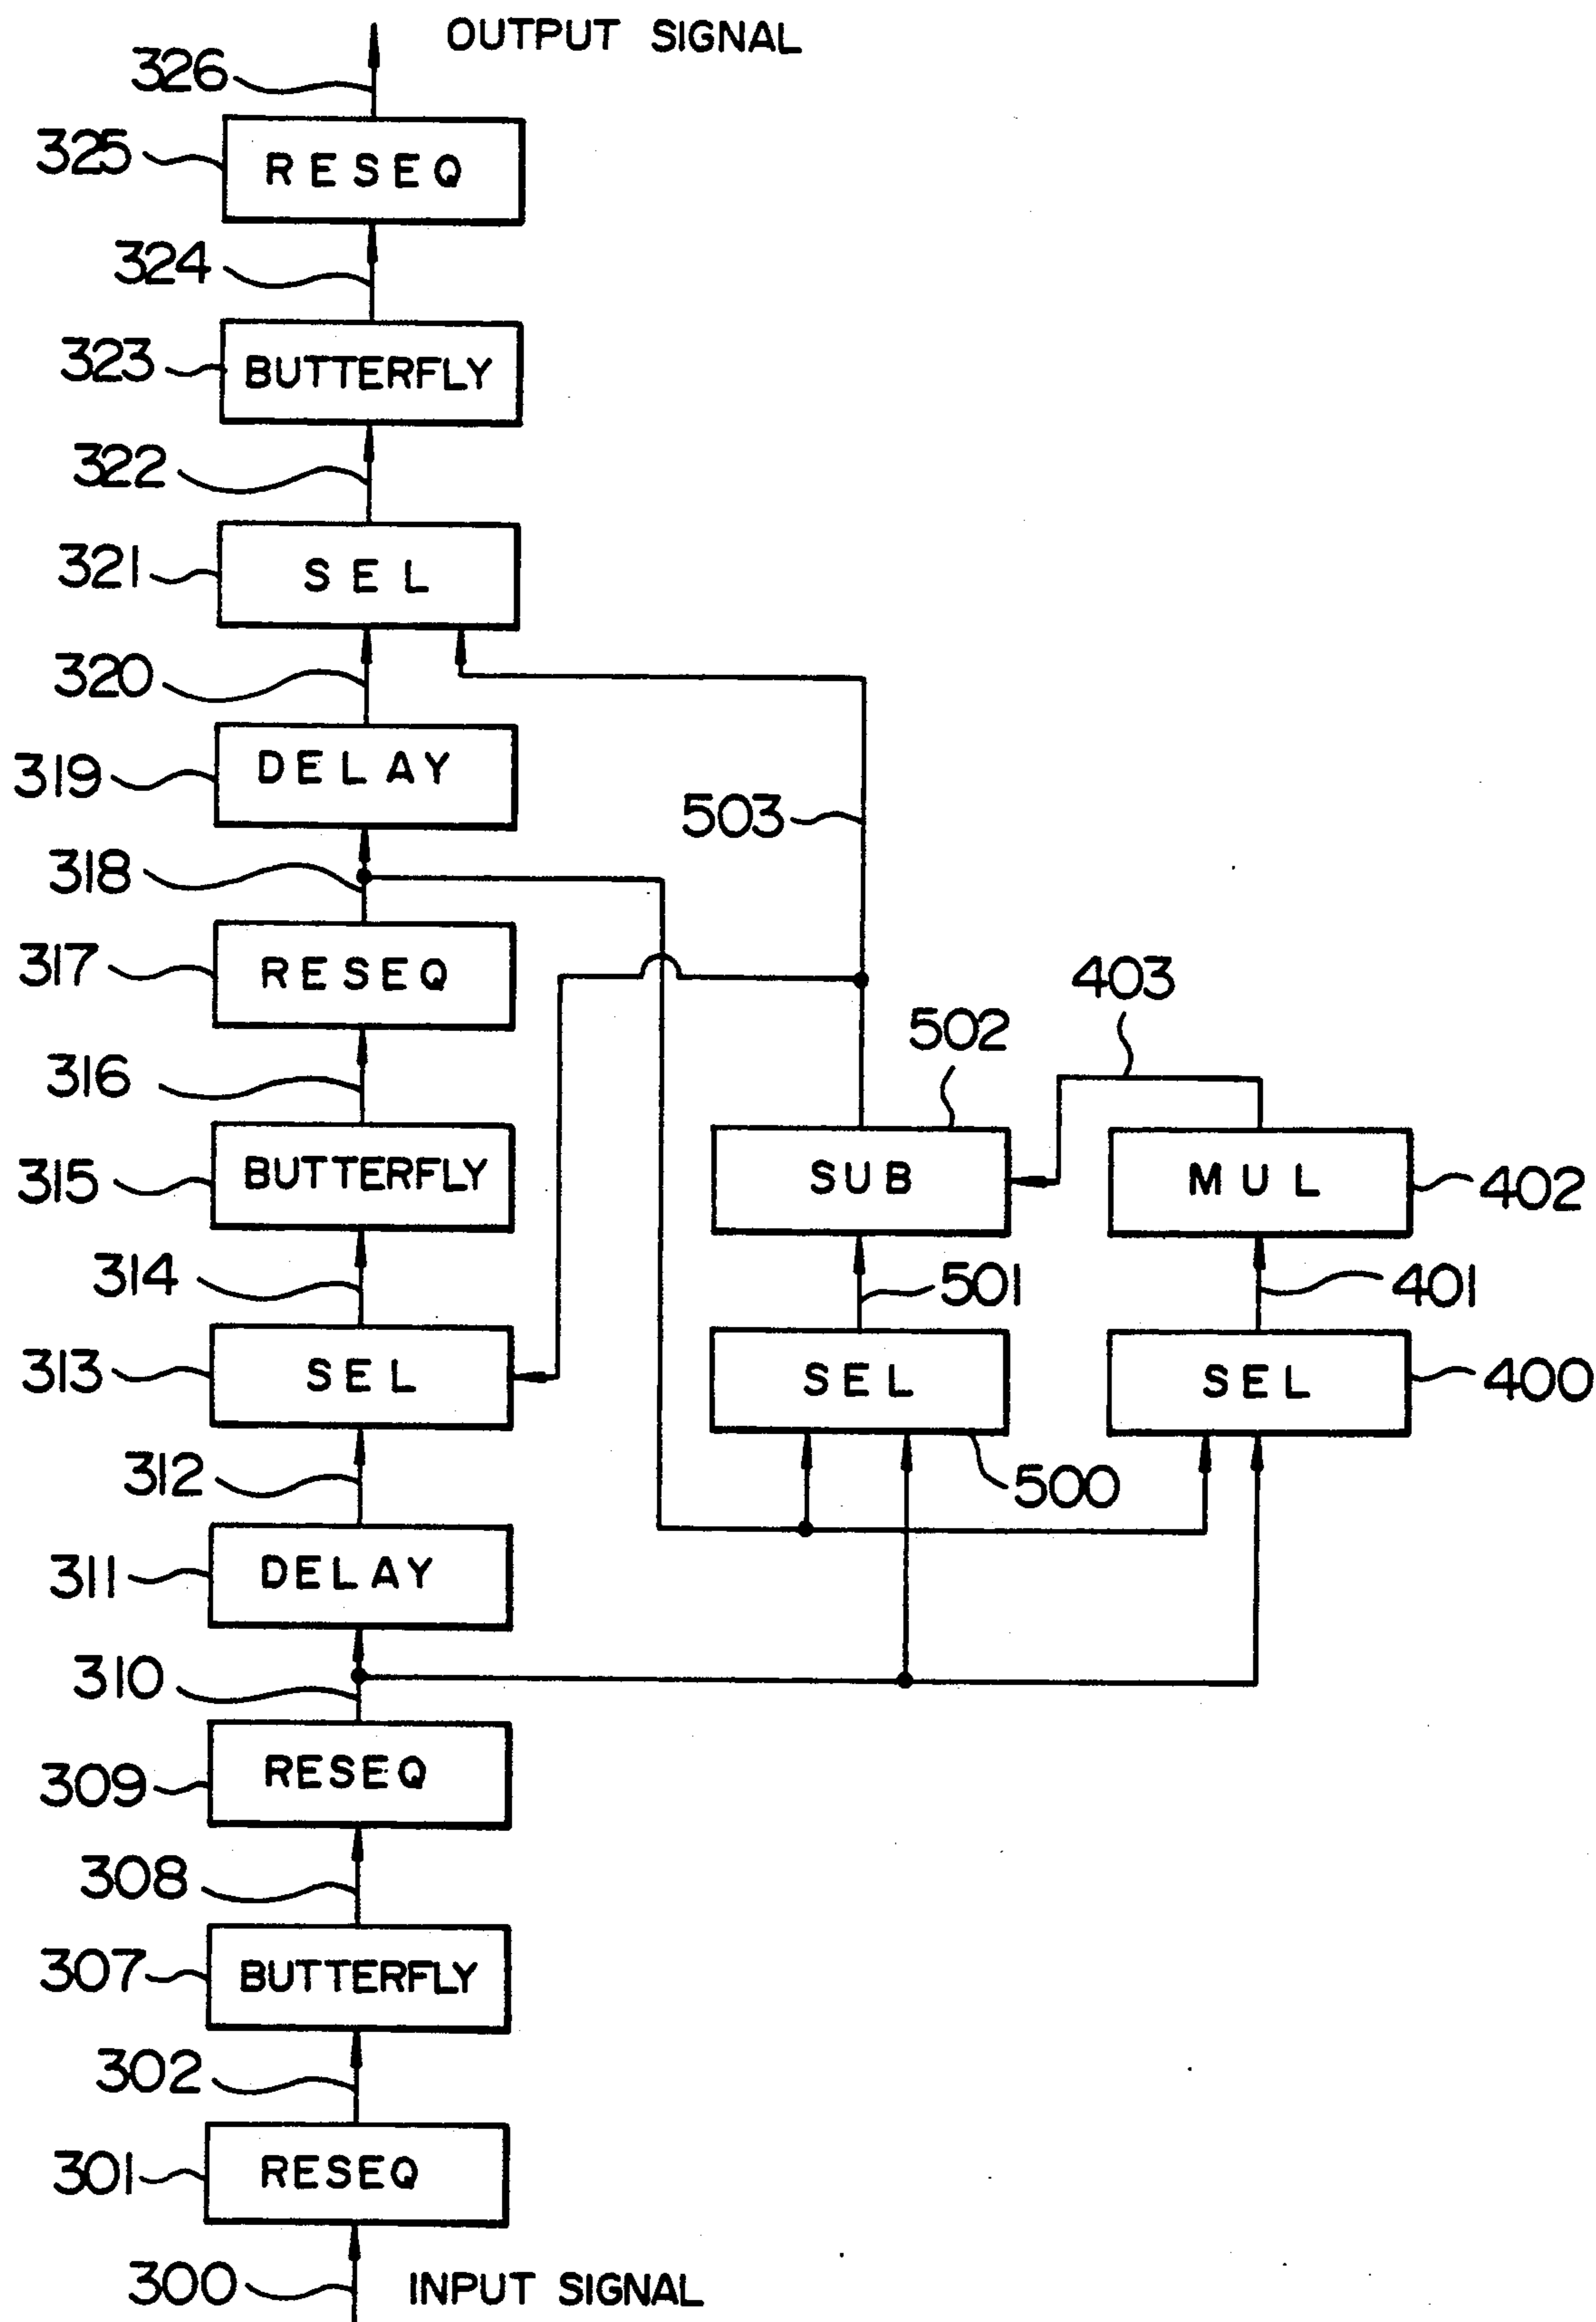 OUTPUT SIGNAL
326
325
RESEQ
324
323
BUTTERFLY
322
321
SEL
320
319
DELAY
503
318
317
RESEQ
403
502
316
315
BUTTERFLY
SUB
MUL
402
314
501
401
313
SEL
SEL
SEL
400
312
500
311
DELAY
310
309
RESEQ
308
307
BUTTERFLY
302
301
RESEQ
300
INPUT SIGNAL